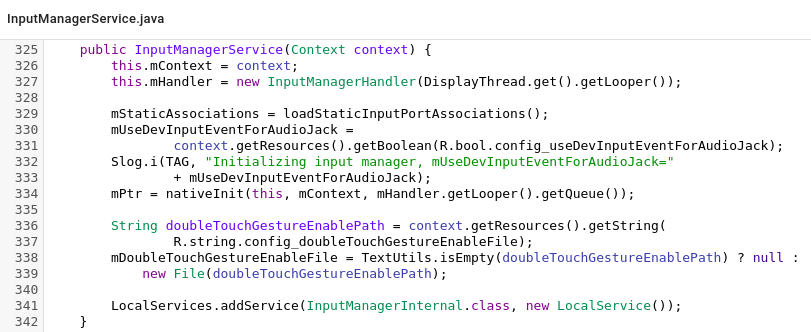 InputManagerService.java
325     public InputManagerService(Context context) {
326         this.mContext = context;
327         this.mHandler = new InputManagerHandler(DisplayThread.get().getLooper());
328
329         mStaticAssociations = loadStaticInputPortAssociations();
330         mUseDevInputEventForAudioJack =
331                 context.getResources().getBoolean(R.bool.config_useDevInputEventForAudioJack);
332         Slog.i(TAG, "Initializing input manager, mUseDevInputEventForAudioJack="
333                 + mUseDevInputEventForAudioJack);
334         mPtr = nativeInit(this, mContext, mHandler.getLooper().getQueue());
335
336         String doubleTouchGestureEnablePath = context.getResources().getString(
337                 R.string.config_doubleTouchGestureEnableFile);
338         mDoubleTouchGestureEnableFile = TextUtils.isEmpty(doubleTouchGestureEnablePath) ? null :
339             new File(doubleTouchGestureEnablePath);
340
341         LocalServices.addService(InputManagerInternal.class, new LocalService());
342     }